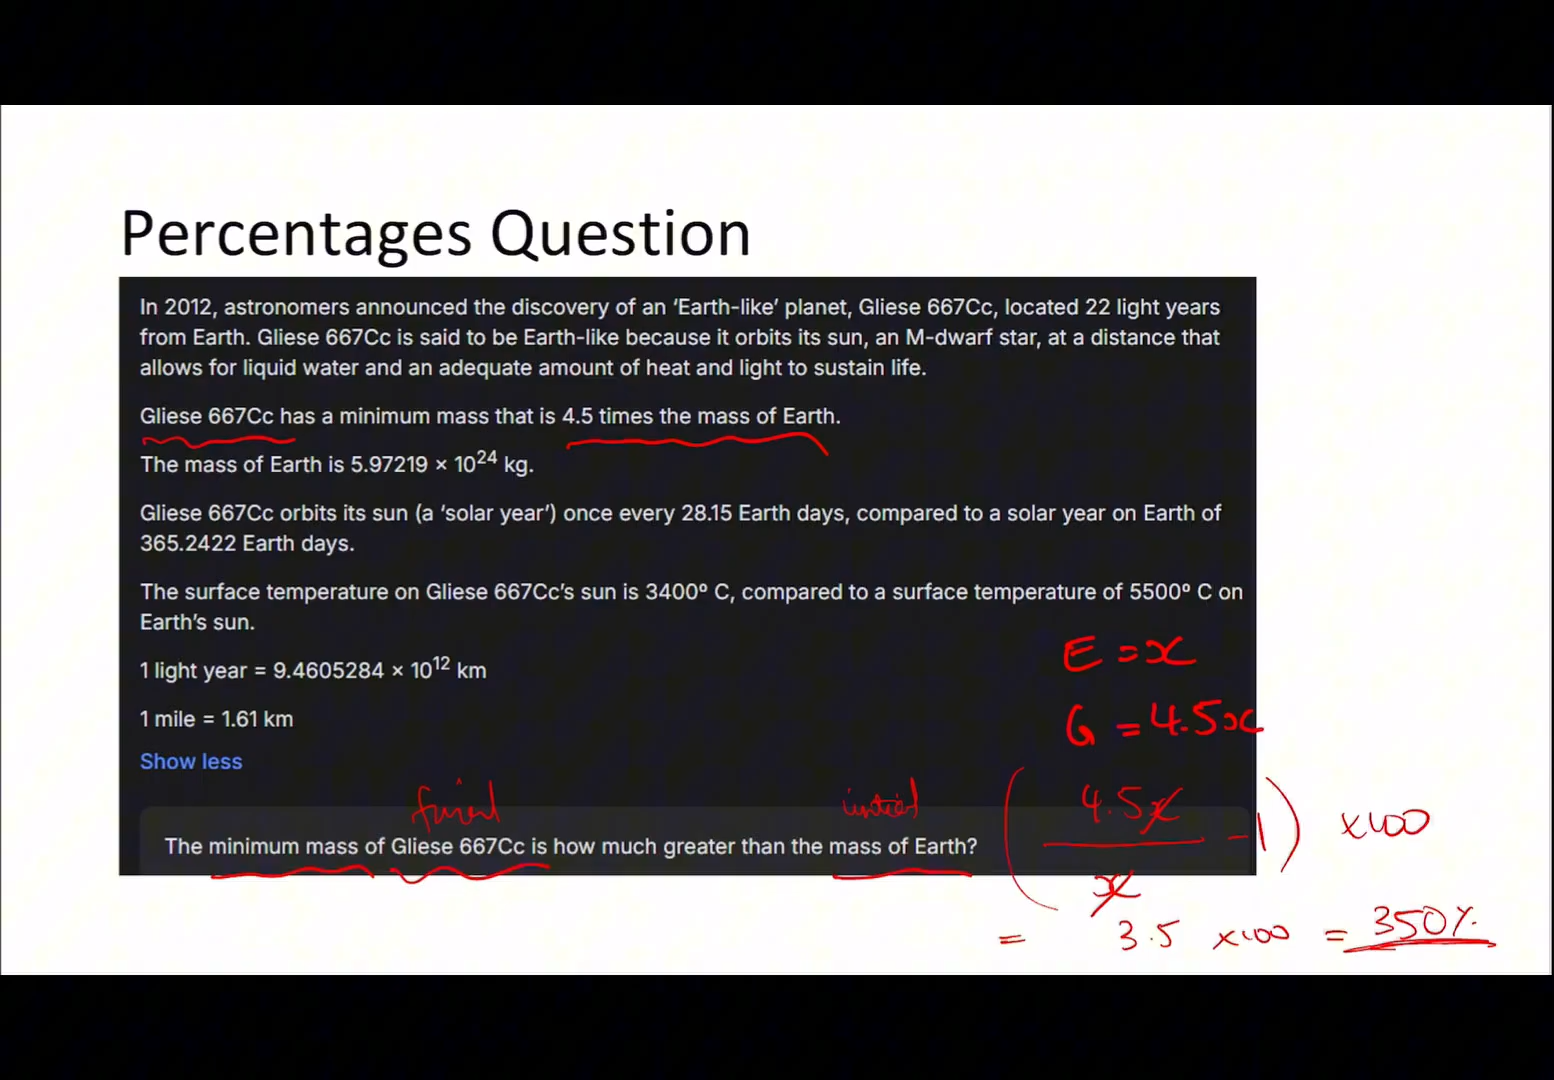 Percentages Question
In 2012, astronomers announced the discovery of an ‘Earth-like’ planet, Gliese 667Cc, located 22 light years
from Earth. Gliese 667Cc is said to be Earth-like because it orbits its sun, an M-dwarf star, at a distance that
allows for liquid water and an adequate amount of heat and light to sustain life.
Gliese 667Cc has a minimum mass that is 4.5 times the mass of Earth.
The mass of Earth is 5.97219 × 10²⁴ kg.
Gliese 667Cc orbits its sun (a ‘solar year’) once every 28.15 Earth days, compared to a solar year on Earth of
365.2422 Earth days.
The surface temperature on Gliese 667Cc’s sun is 3400º C, compared to a surface temperature of 5500º C on
Earth’s sun.
1 light year = 9.4605284 × 10¹² km
1 mile = 1.61 km
Show less
E = x
G = 4.5x
final initial
The minimum mass of Gliese 667Cc is how much greater than the mass of Earth?
(4.5x / x - 1) x100
= 3.5 x100 = 350%